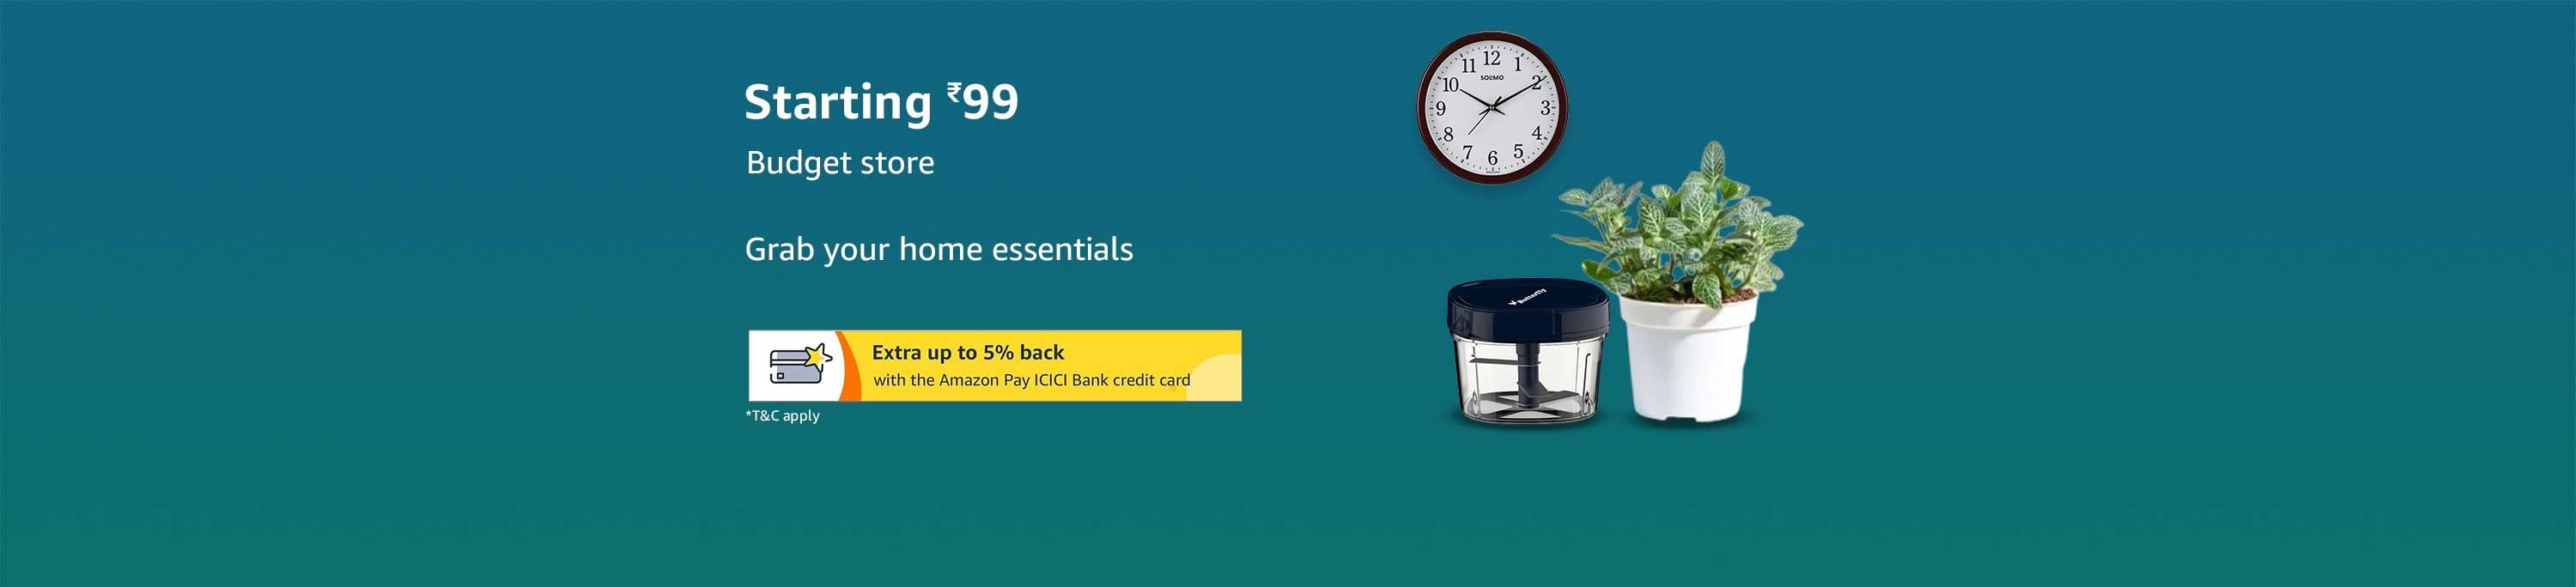 Starting ₹99
Budget store
Grab your home essentials
Extra up to 5% back
with the Amazon Pay ICICI Bank credit card
*T&C apply
12
11
1
SOLIMO
10
2
9
3
8
4
7
5
6
Butterfly